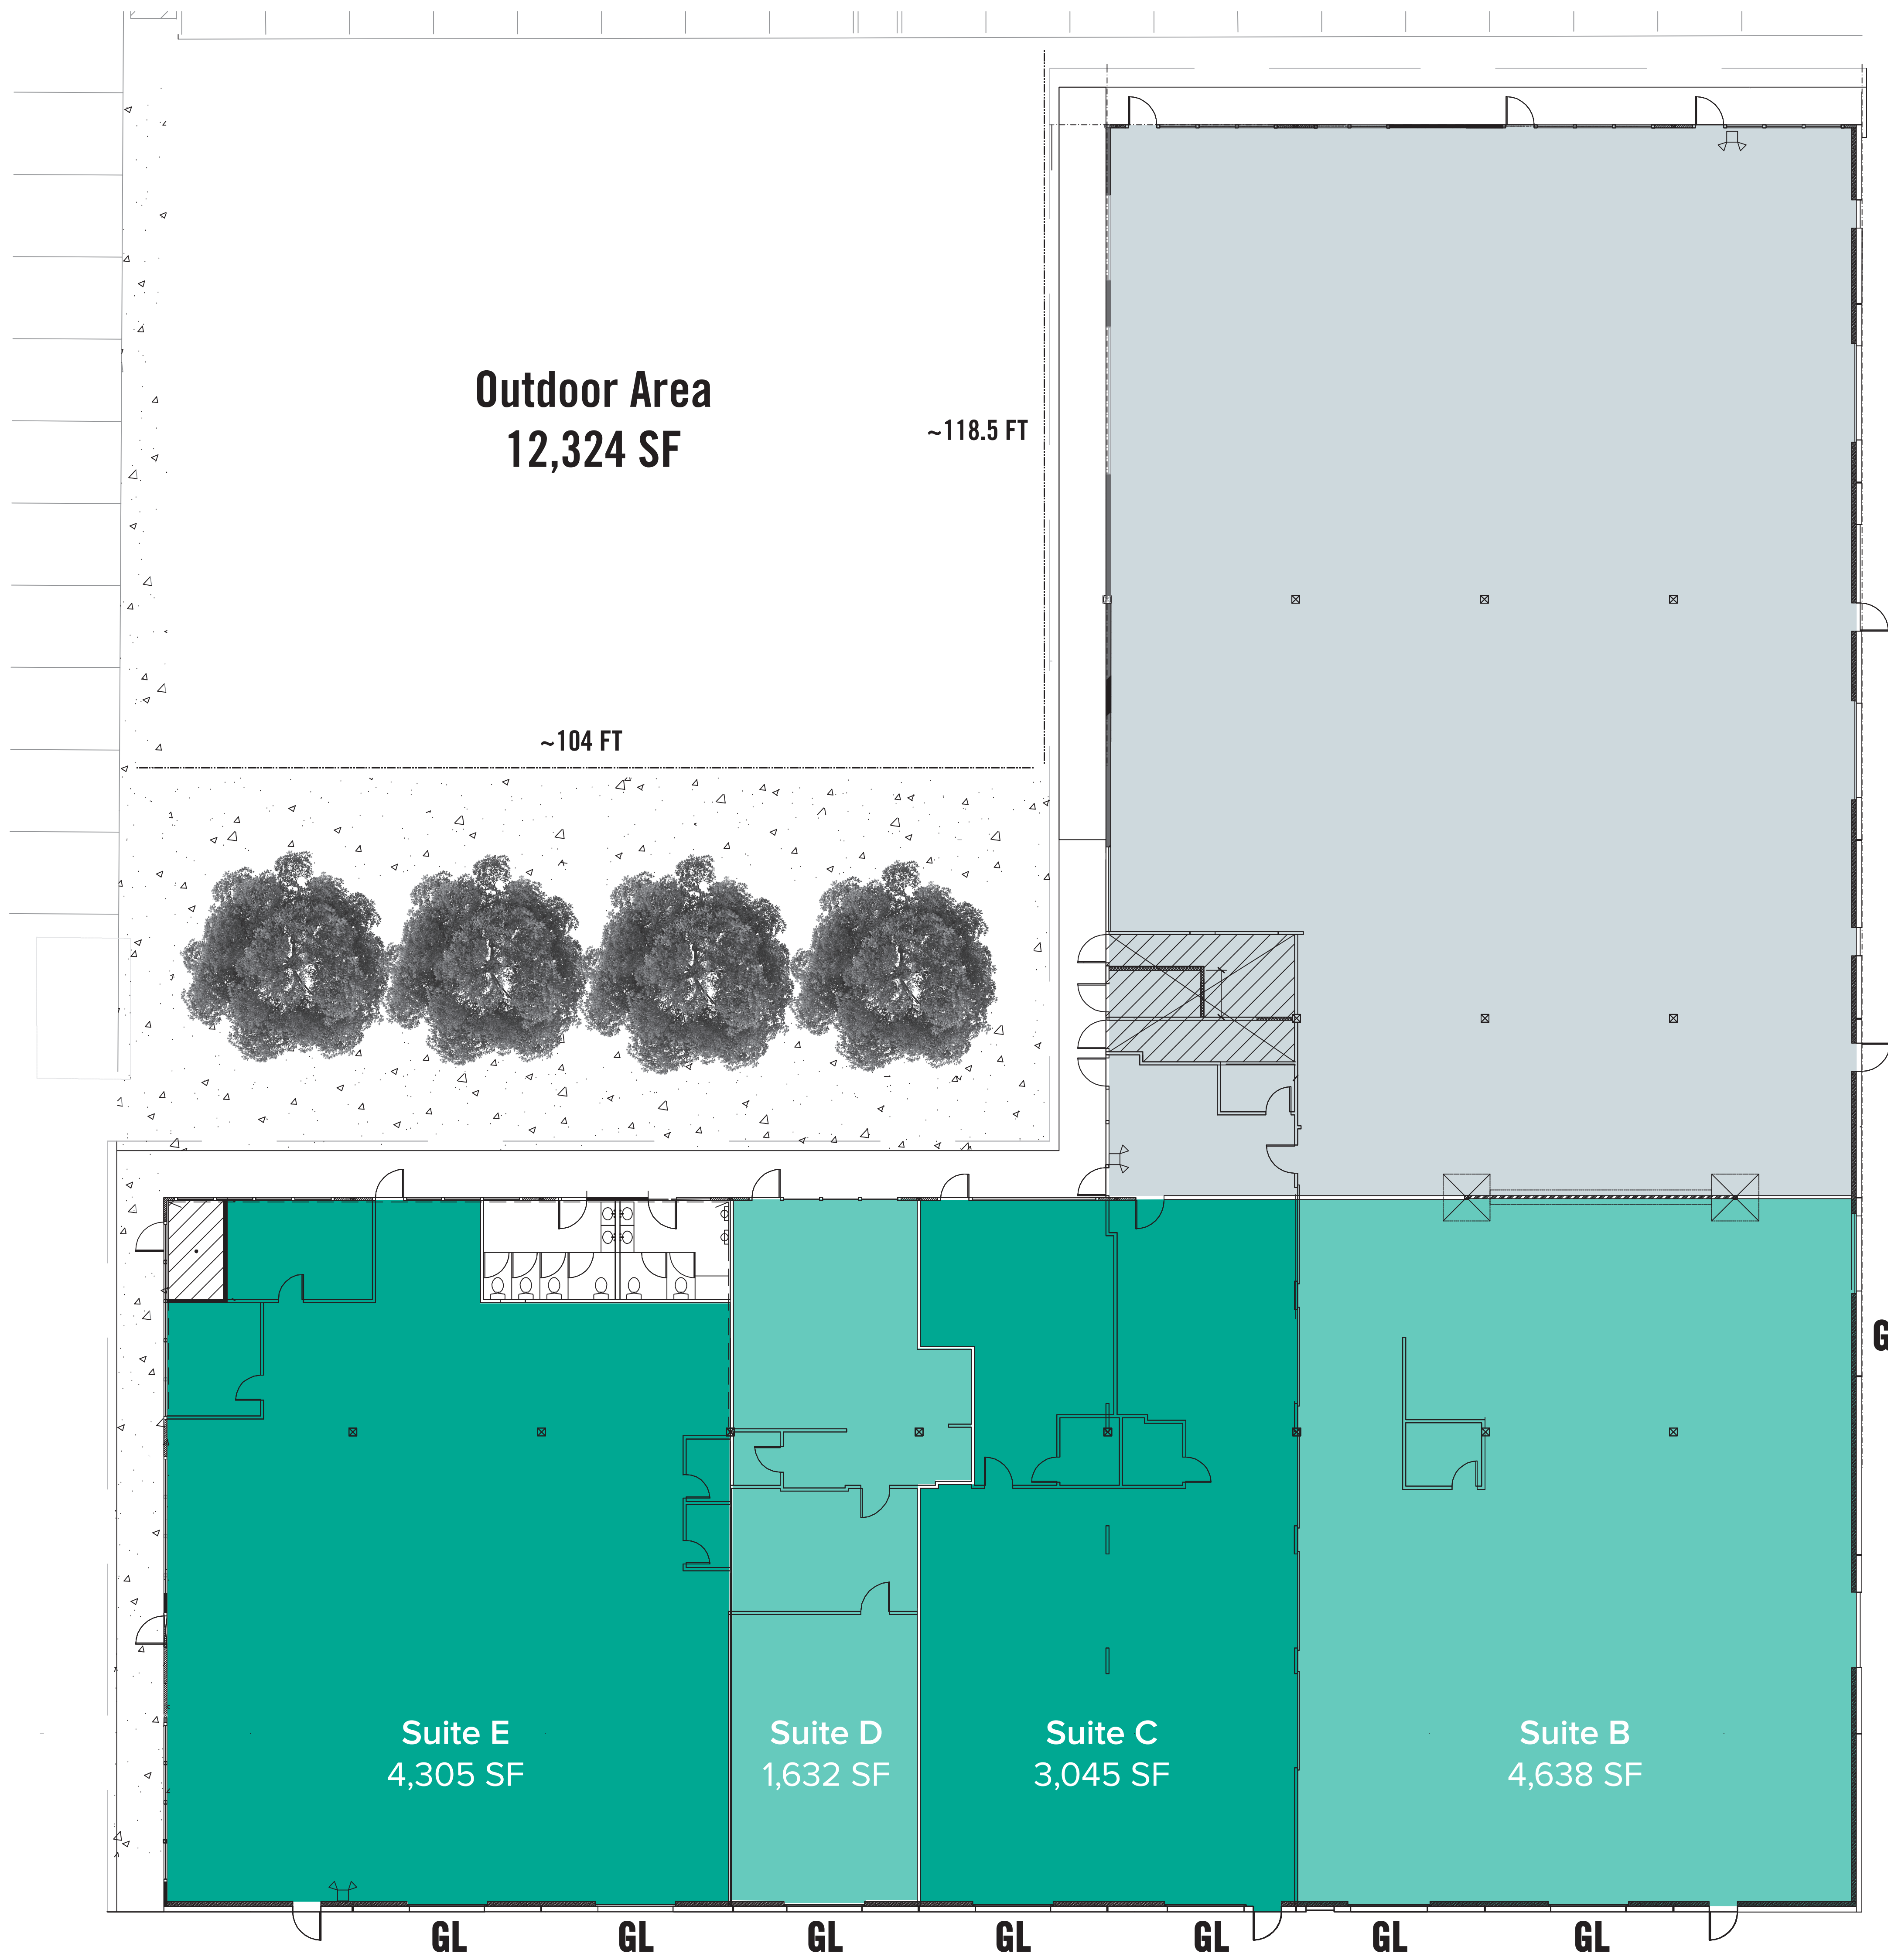 Outdoor Area
12,324 SF
~118.5 FT
~104 FT
G
Suite E
4,305 SF
Suite D
1,632 SF
Suite C
3,045 SF
Suite B
4,638 SF
GL GL GL GL GL GL GL